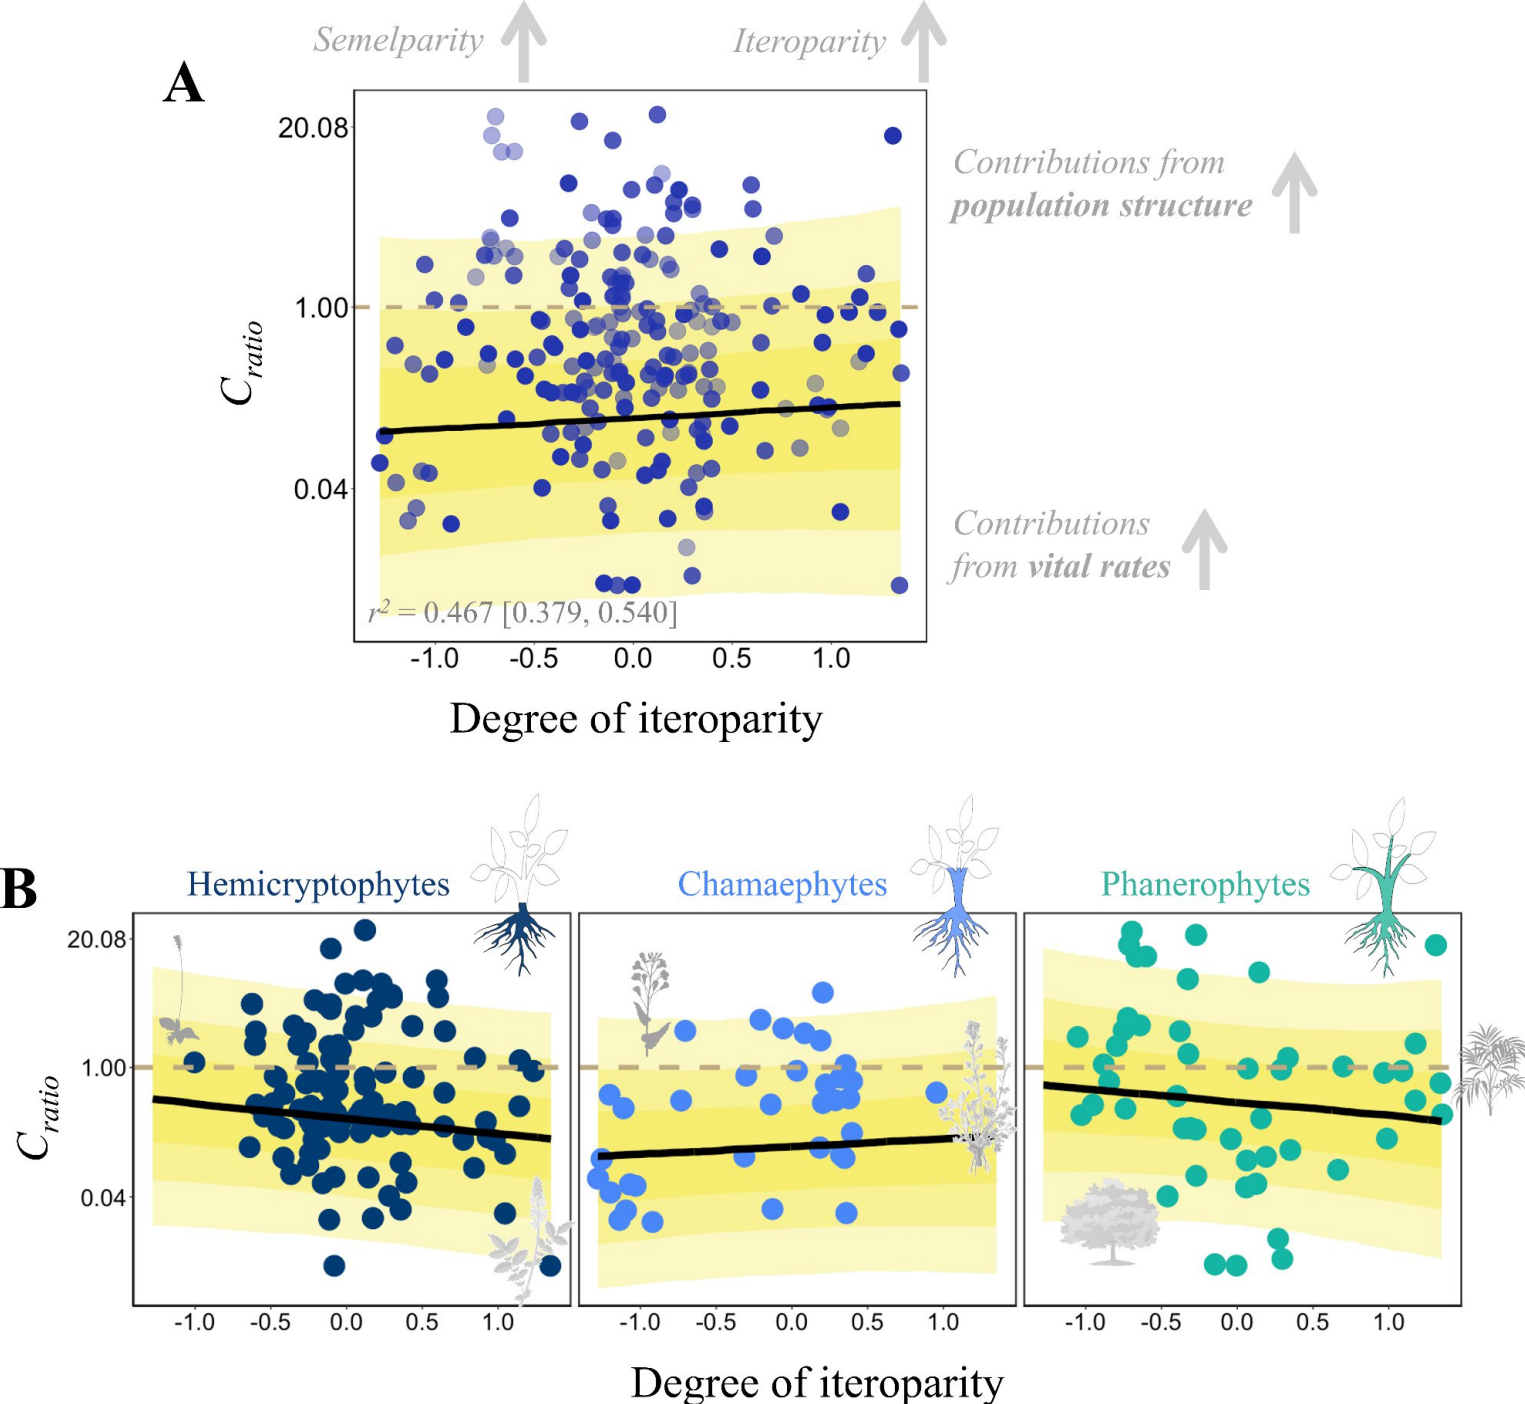 Semelparity
Iteroparity
A
20.08
1.00
0.04
C ratio
Contributions from
population structure
Contributions
from vital rates
r² = 0.467 [0.379, 0.540]
-1.0 -0.5 0.0 0.5 1.0
Degree of iteroparity
B
Hemicryptophytes
Chamaephytes
Phanerophytes
20.08
1.00
0.04
C ratio
-1.0 -0.5 0.0 0.5 1.0
-1.0 -0.5 0.0 0.5 1.0
-1.0 -0.5 0.0 0.5 1.0
Degree of iteroparity